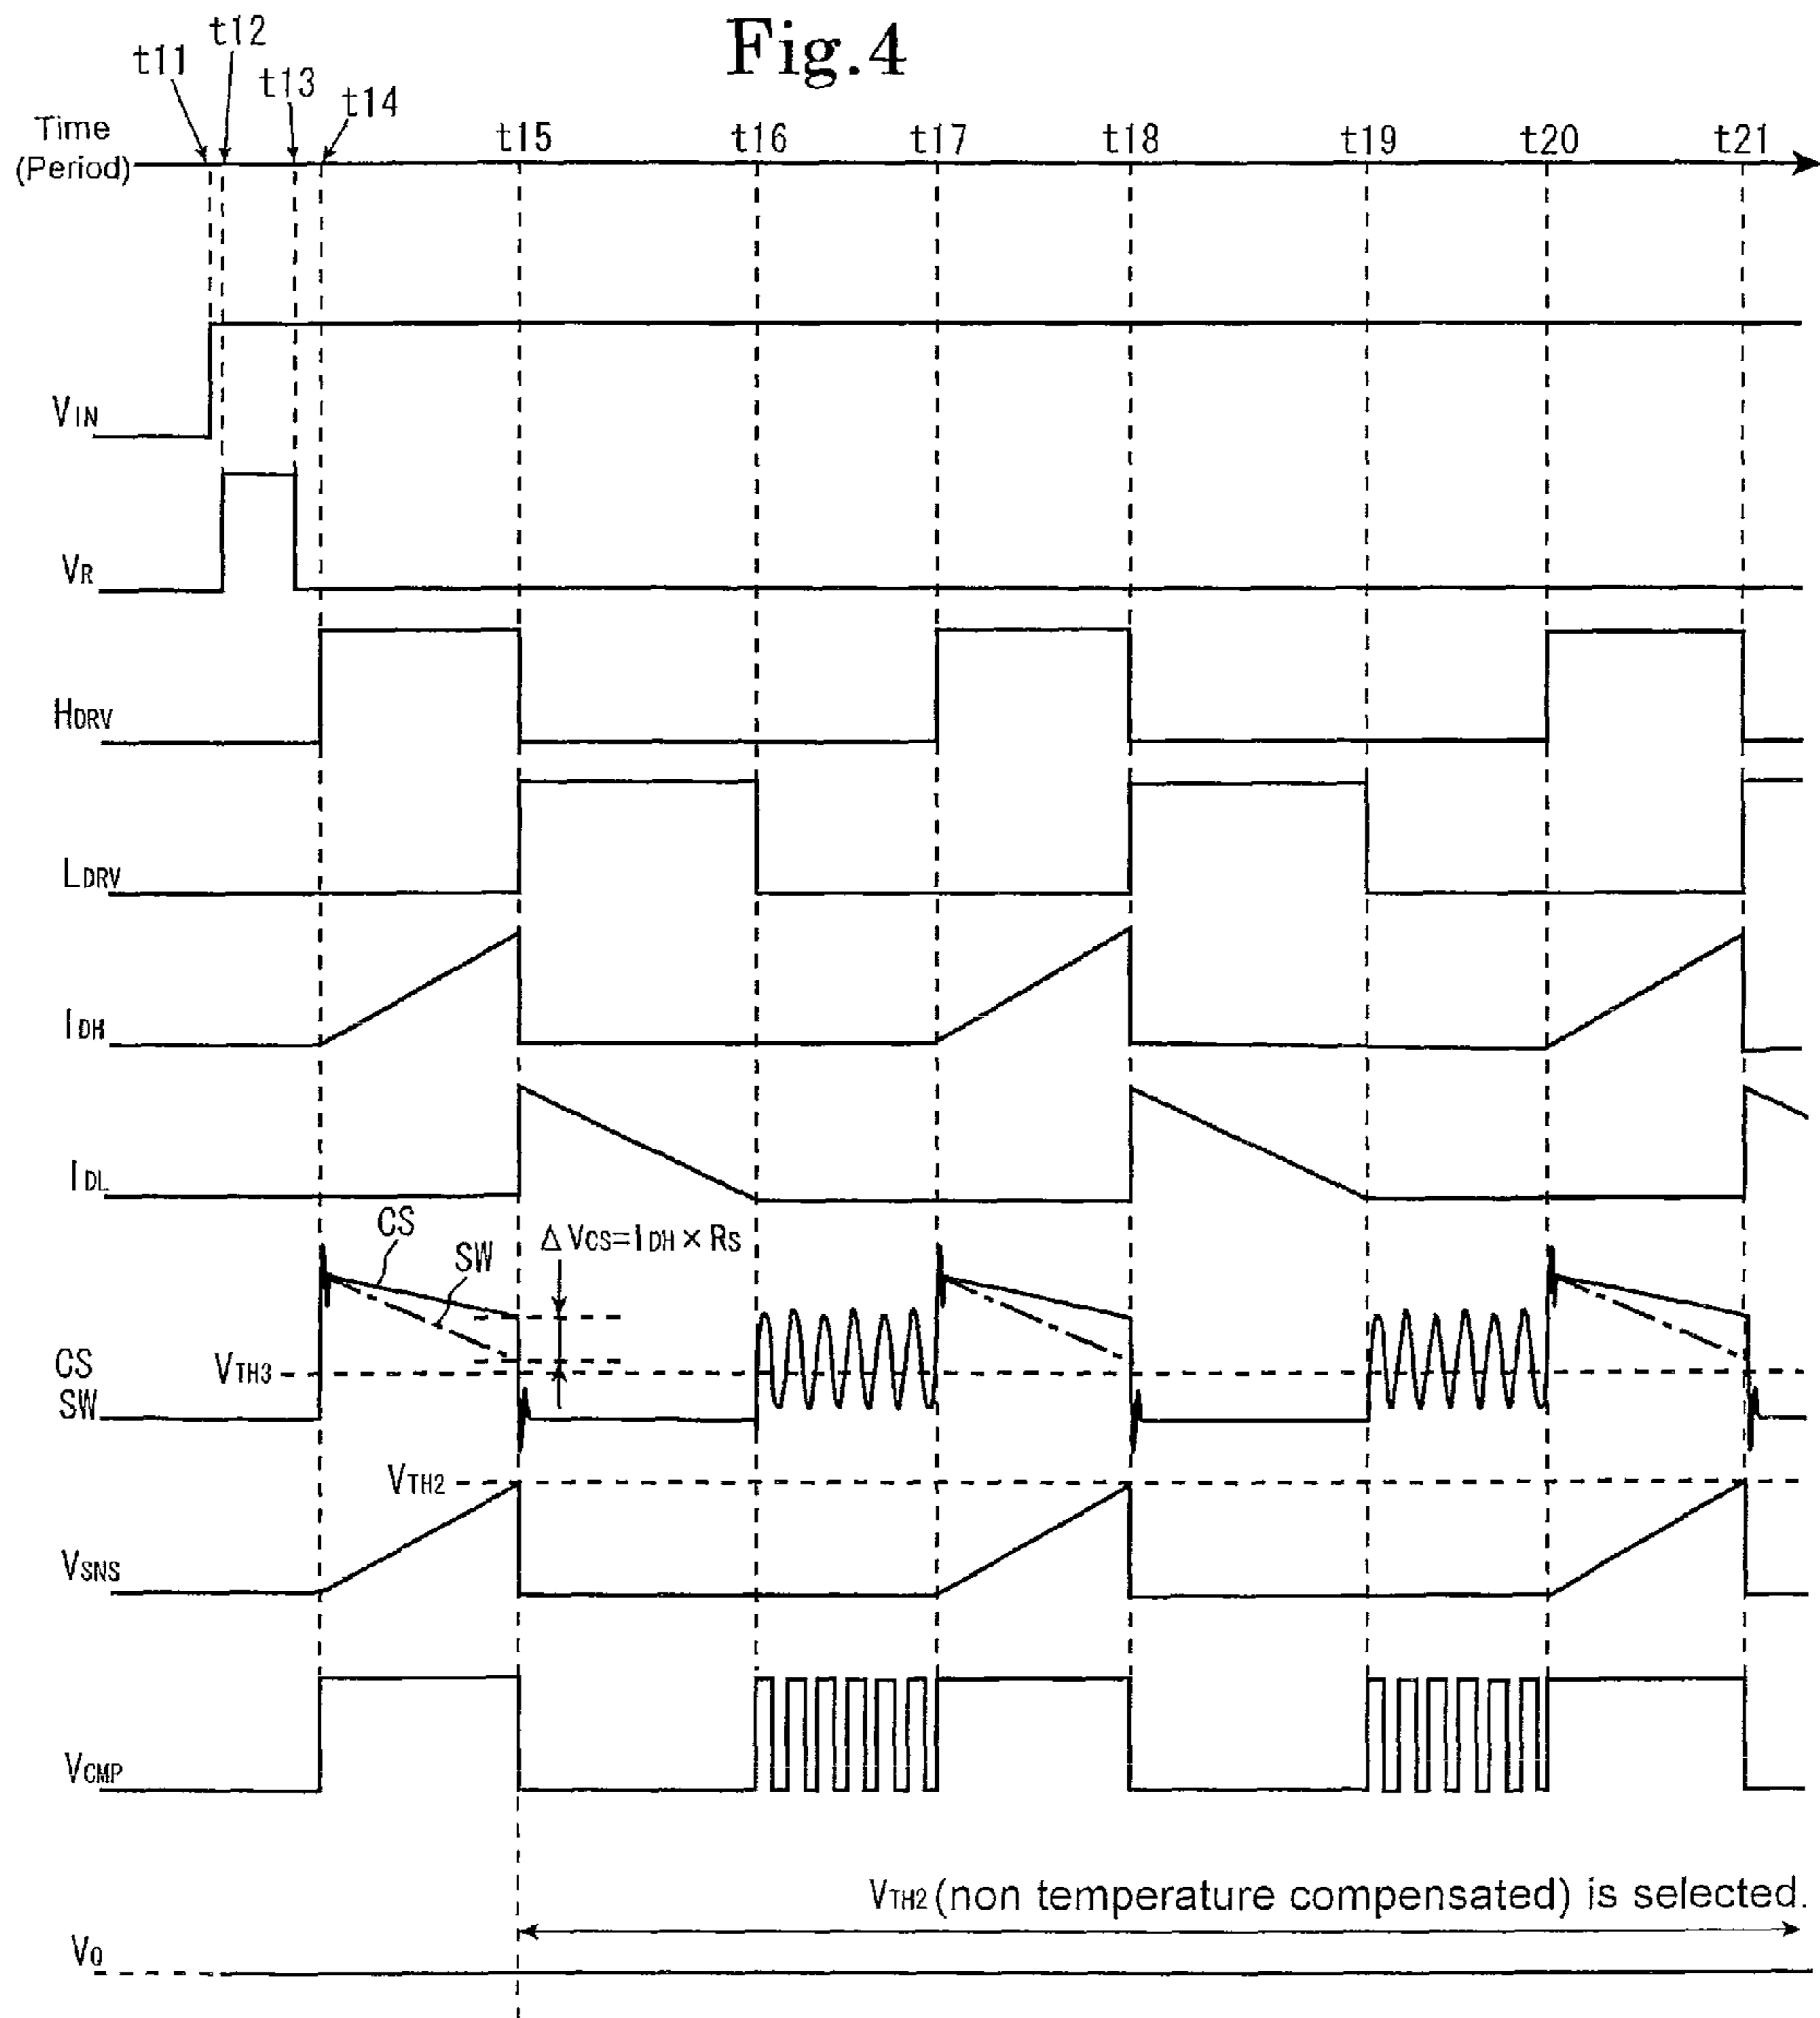 Fig.4
t11
t12
t13
t14
Time
(Period)
t15
t16
t17
t18
t19
t20
t21
VIN
VR
HDRV
LDRV
IDH
IDL
CS
SW
Δ VCS=IDH × RS
VTH3
CS
SW
VTH2
VSNS
VCMP
VTH2 (non temperature compensated) is selected.
VQ